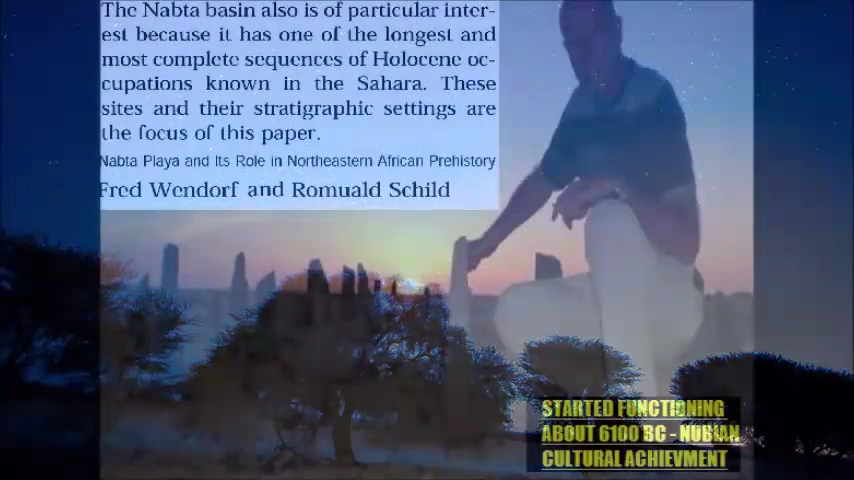 The Nabta basin also is of particular inter-
est because it has one of the longest and
most complete sequences of Holocene oc-
cupations known in the Sahara. These
sites and their stratigraphic settings are
the focus of this paper.
Nabta Playa and Its Role in Northeastern African Prehistory
Fred Wendorf and Romuald Schild
STARTED FUNCTIONING
ABOUT 6100 BC - NUBIAN
CULTURAL ACHIEVMENT